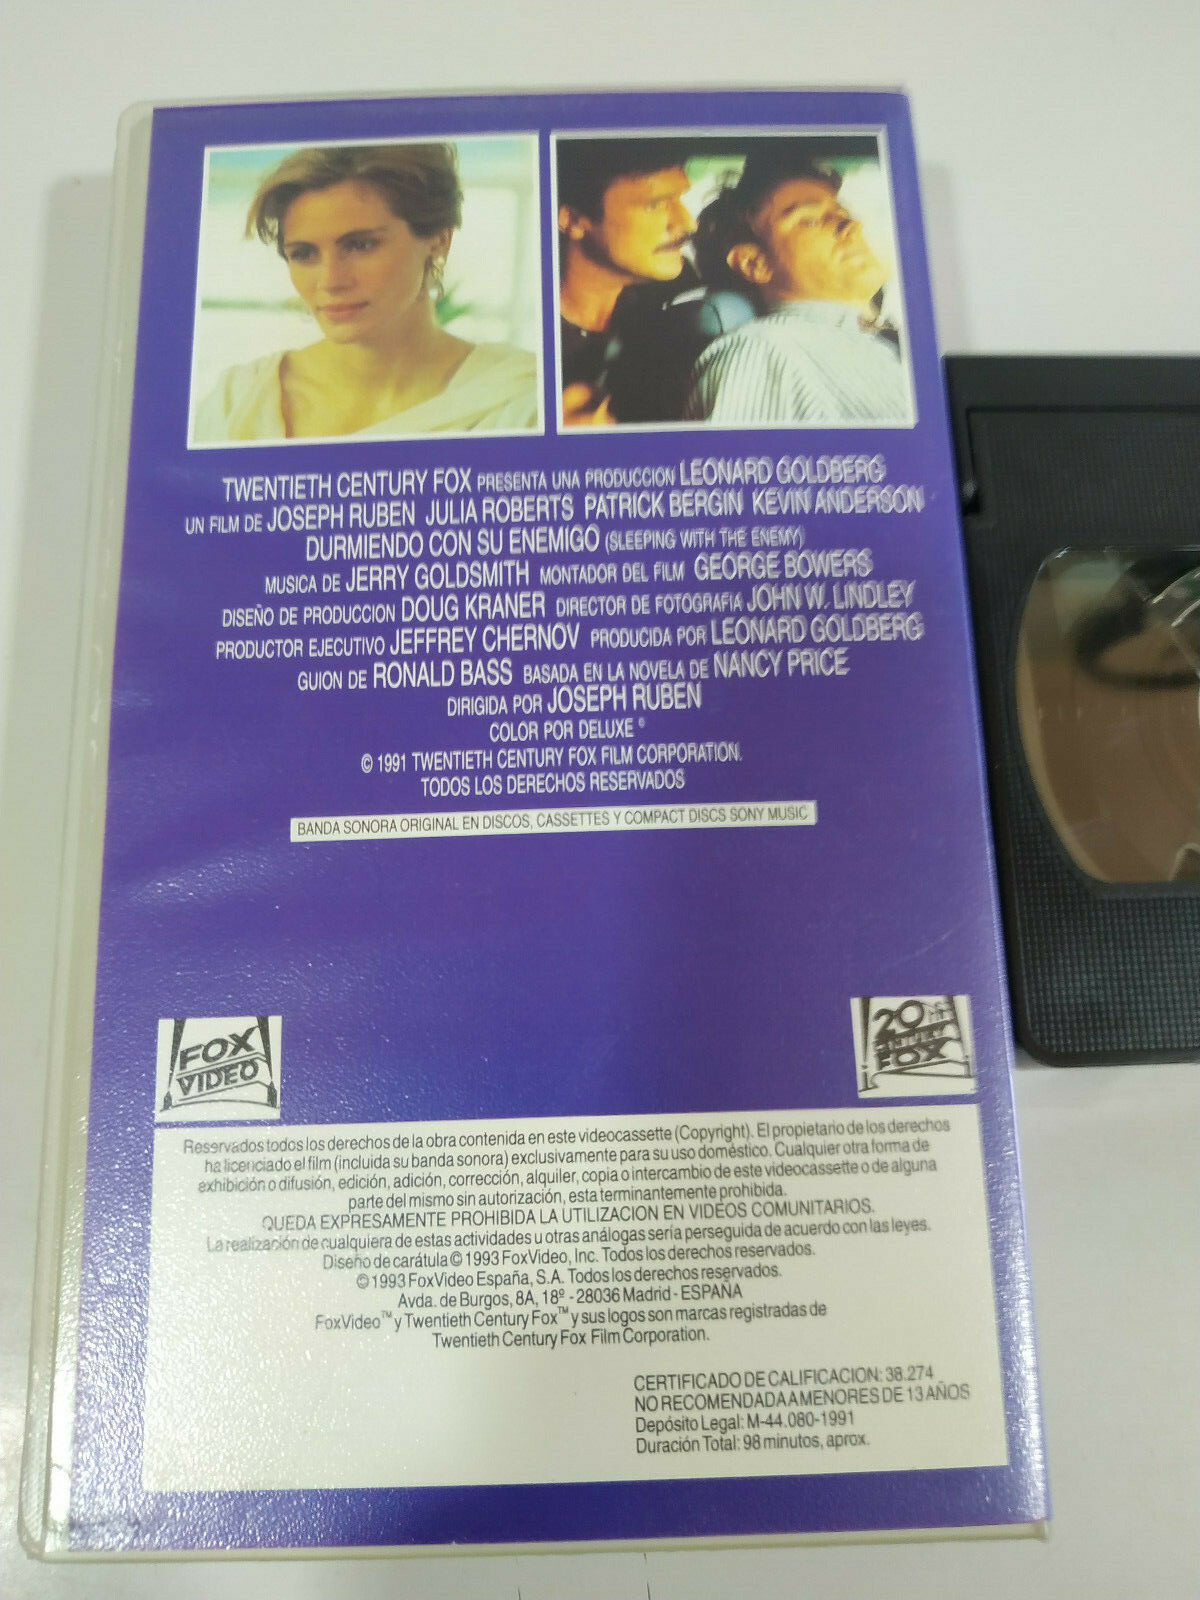 TWENTIETH CENTURY FOX PRESENTA UNA PRODUCCION LEONARD GOLDBERG
UN FILM DE JOSEPH RUBEN JULIA ROBERTS PATRICK BERGIN KEVIN ANDERSON
DURMIENDO CON SU ENEMIGO (SLEEPING WITH THE ENEMY)
MUSICA DE JERRY GOLDSMITH MONTADOR DEL FILM GEORGE BOWERS
DISEÑO DE PRODUCCION DOUG KRANER DIRECTOR DE FOTOGRAFIA JOHN W. LINDLEY
PRODUCTOR EJECUTIVO JEFFREY CHERNOV PRODUCIDA POR LEONARD GOLDBERG
GUION DE RONALD BASS BASADA EN LA NOVELA DE NANCY PRICE
DIRIGIDA POR JOSEPH RUBEN
COLOR POR DELUXE ®
© 1991 TWENTIETH CENTURY FOX FILM CORPORATION.
TODOS LOS DERECHOS RESERVADOS
BANDA SONORA ORIGINAL EN DISCOS, CASSETTES Y COMPACT DISCS SONY MUSIC
FOX
VIDEO
20TH
CENTURY
FOX
Reservados todos los derechos de la obra contenida en este videocassette (Copyright). El propietario de los derechos
ha licenciado el film (incluida su banda sonora) exclusivamente para su uso doméstico. Cualquier otra forma de
exhibición o difusión, edición, adición, corrección, alquiler, copia o intercambio de este videocassette o de alguna
parte del mismo sin autorización, esta terminantemente prohibida.
QUEDA EXPRESAMENTE PROHIBIDA LA UTILIZACION EN VIDEOS COMUNITARIOS.
La realización de cualquiera de estas actividades u otras análogas sería perseguida de acuerdo con las leyes.
Diseño de carátula © 1993 FoxVideo, Inc. Todos los derechos reservados.
© 1993 FoxVideo España, S.A. Todos los derechos reservados.
Avda. de Burgos, 8A, 18º - 28036 Madrid - ESPAÑA
FoxVideo™ y Twentieth Century Fox™ y sus logos son marcas registradas de
Twentieth Century Fox Film Corporation.
CERTIFICADO DE CALIFICACION: 38.274
NO RECOMENDADA A MENORES DE 13 AÑOS
Depósito Legal: M-44.080-1991
Duración Total: 98 minutos, aprox.